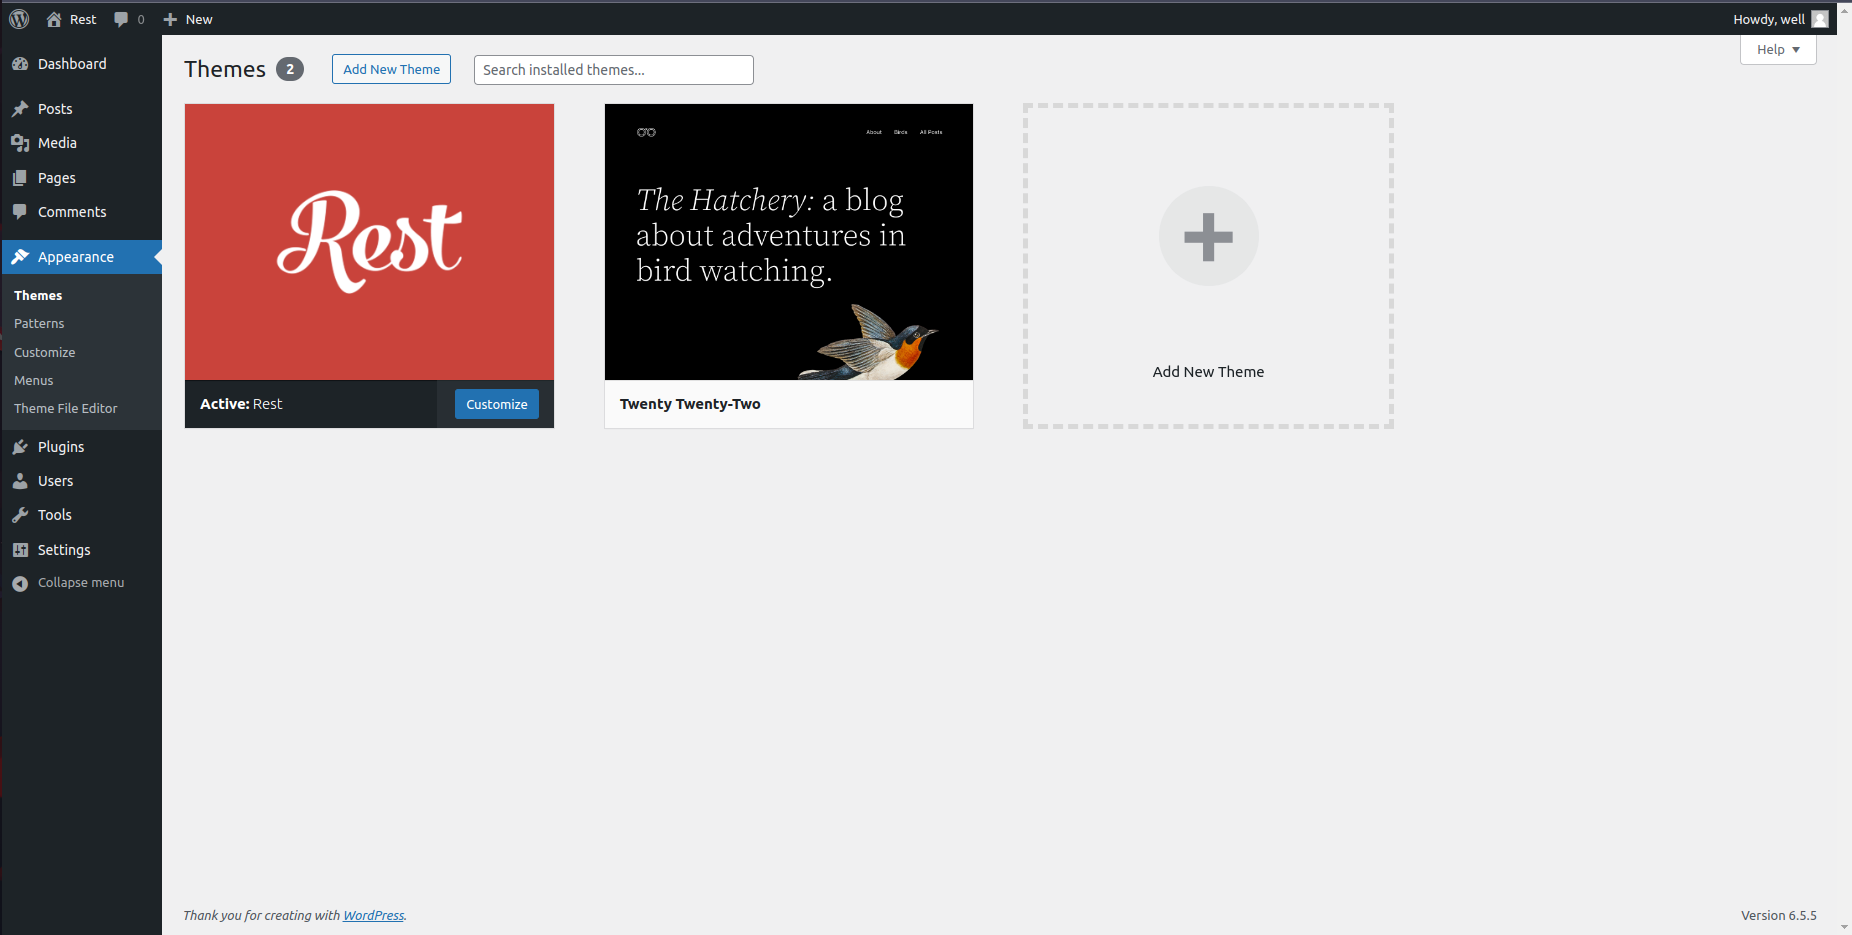 Rest 0 New Howdy, well
Help
Dashboard
Posts
Media
Pages
Comments
Appearance
Themes
Patterns
Customize
Menus
Theme File Editor
Plugins
Users
Tools
Settings
Collapse menu
Themes 2 Add New Theme Search installed themes...
Rest
Active: Rest Customize
About Birds All Posts
The Hatchery: a blog
about adventures in
bird watching.
Twenty Twenty-Two
Add New Theme
Thank you for creating with WordPress.
Version 6.5.5